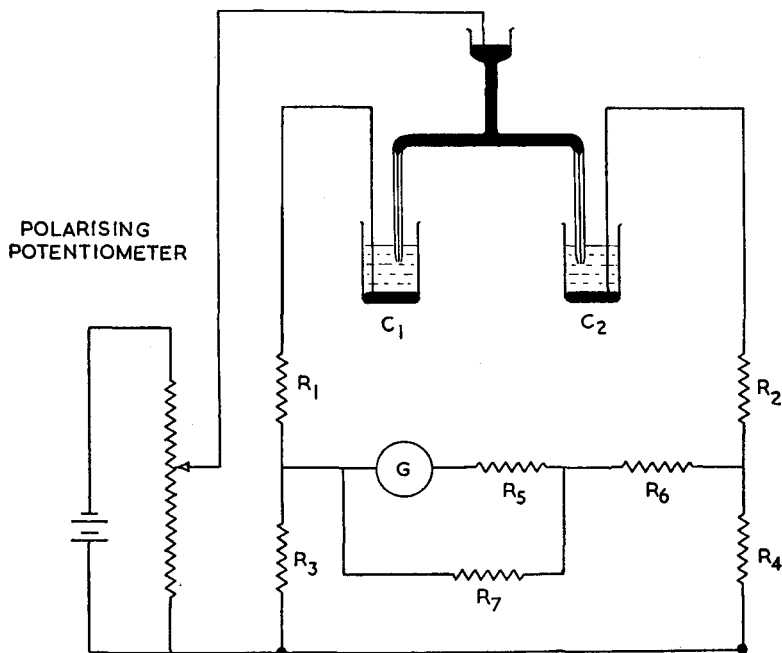 POLARISING
POTENTIOMETER
C1
C2
R1
R2
G
R5
R6
R3
R4
R7